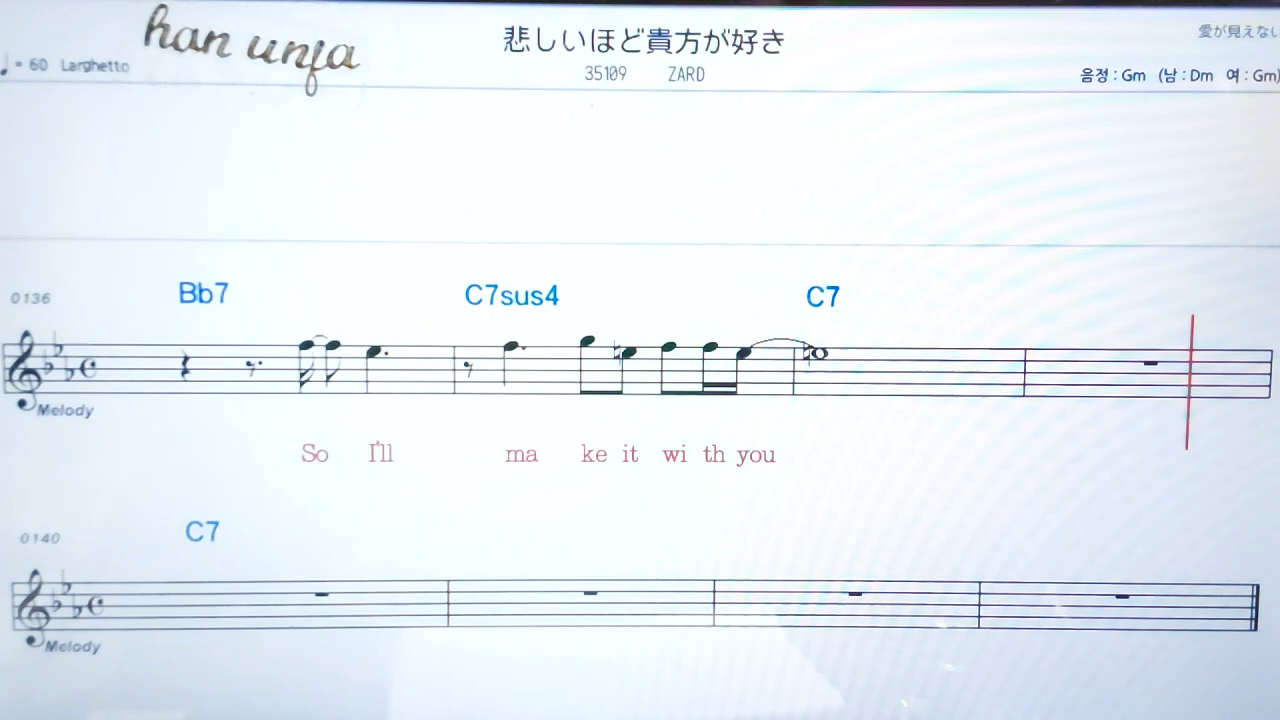 han unfa
悲しいほど貴方が好き
愛が見えない
♩ = 60 Larghetto
35109 ZARD
음정 : Gm (남 : Dm 여 : Gm)
0136 Bb7 C7sus4 C7
Melody
So I'll ma ke it wi th you
0140 C7
Melody